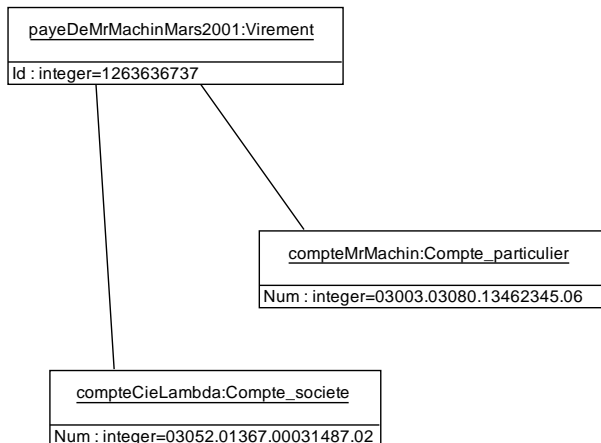 payeDeMrMachinMars2001:Virement
Id : integer=1263636737
compteMrMachin:Compte_particulier
Num : integer=03003.03080.13462345.06
compteCieLambda:Compte_societe
Num : integer=03052.01367.00031487.02